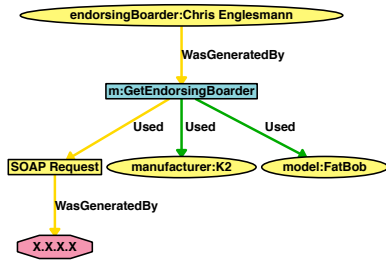 endorsingBoarder:Chris Englesmann
WasGeneratedBy
m:GetEndorsingBoarder
Used
Used
Used
SOAP Request
manufacturer:K2
model:FatBob
WasGeneratedBy
X.X.X.X